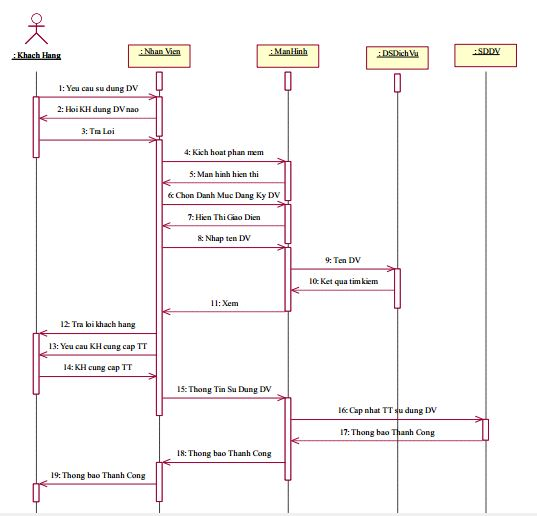 : Khach Hang
: Nhan Vien
: ManHinh
: DSDichVu
: SDDV
1: Yeu cau su dung DV
2: Hoi KH dung DV nao
3: Tra Loi
4: Kich hoat phan mem
5: Man hinh hien thi
6: Chon Danh Muc Dang Ky DV
7: Hien Thi Giao Dien
8: Nhap ten DV
9: Ten DV
10: Ket qua tim kiem
11: Xem
12: Tra loi khach hang
13: Yeu cau KH cung cap TT
14: KH cung cap TT
15: Thong Tin Su Dung DV
16: Cap nhat TT su dung DV
17: Thong bao Thanh Cong
18: Thong bao Thanh Cong
19: Thong bao Thanh Cong